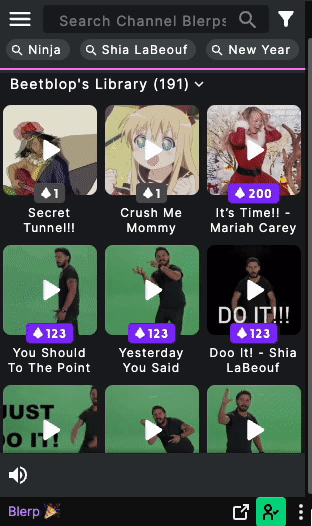 Search Channel Blerps
Ninja
Shia LaBeouf
New Year
Beetblop's Library (191)
1
1
200
Secret
Tunnel!!
Crush Me
Mommy
It's Time!! -
Mariah Carey
DO IT!!!
123
123
123
You Should
To The Point
Yesterday
You Said
Doo It! - Shia
LaBeouf
JUST
DO IT!
Blerp 🎉